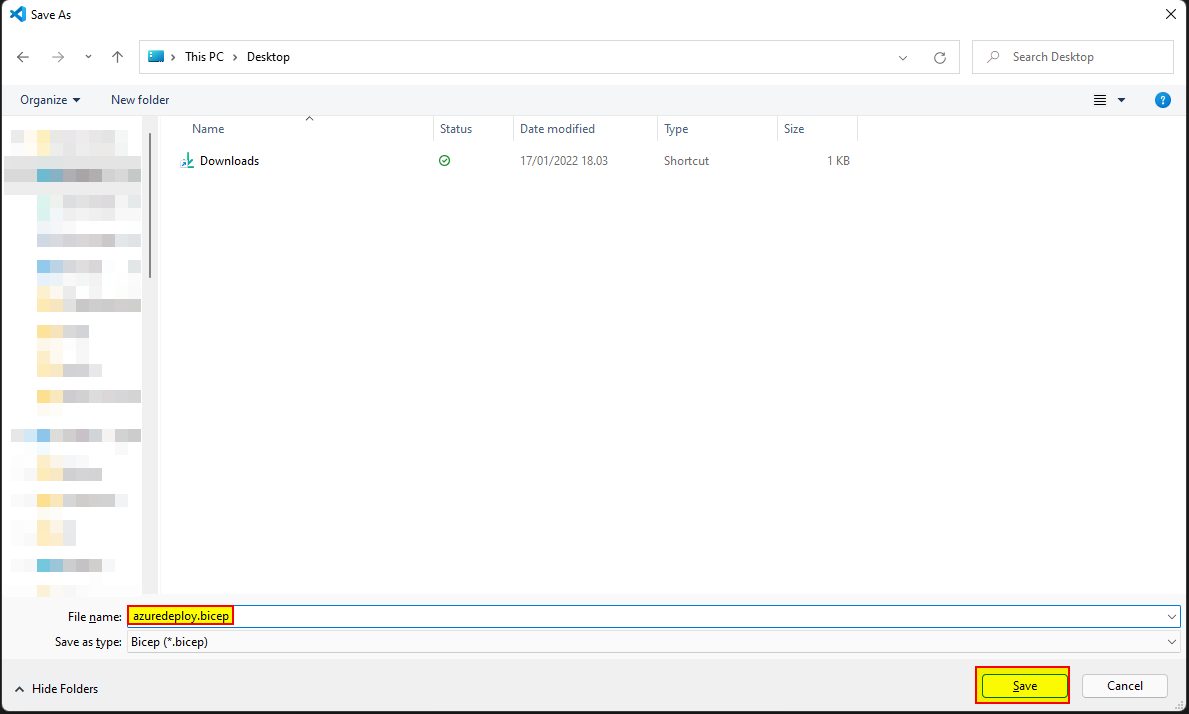 Save As
This PC > Desktop
Search Desktop
Organize
New folder
?
Name Status Date modified Type Size
Downloads 17/01/2022 18.03 Shortcut 1 KB
File name: azuredeploy.bicep
Save as type: Bicep (*.bicep)
Hide Folders
Save
Cancel